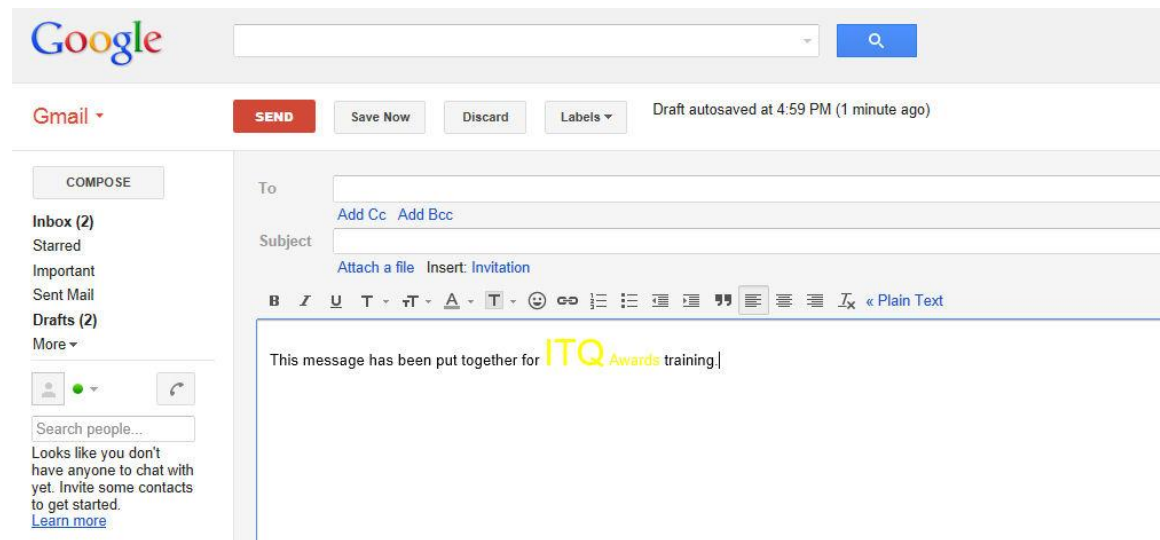 Google
Gmail
SEND Save Now Discard Labels Draft autosaved at 4:59 PM (1 minute ago)
COMPOSE
Inbox (2)
Starred
Important
Sent Mail
Drafts (2)
More
Search people...
Looks like you don't
have anyone to chat with
yet. Invite some contacts
to get started.
Learn more
To
Add Cc Add Bcc
Subject
Attach a file Insert: Invitation
B I U T TT A T Tx « Plain Text
This message has been put together for ITQ Awards training.